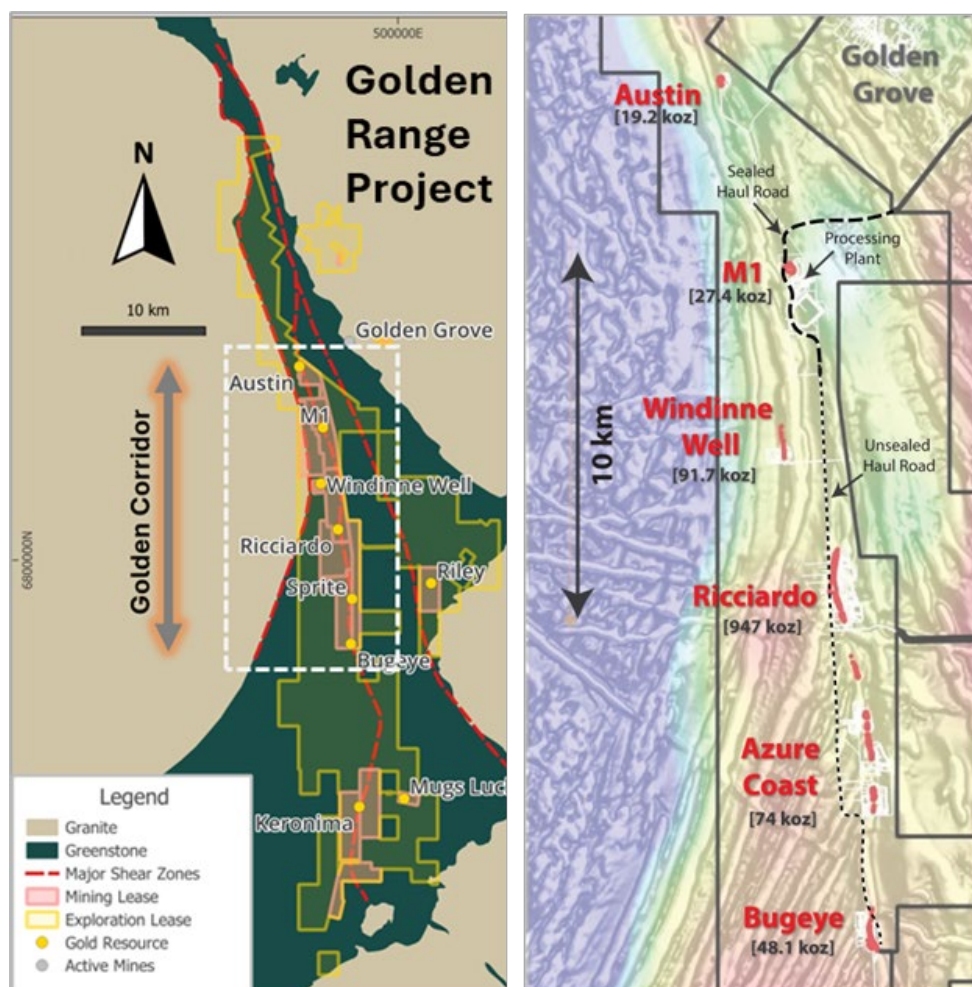 500000E
Golden
Range
Project
N
10 km
Golden Corridor
6800000N
Golden Grove
Austin
M1
Windinne Well
Ricciardo
Sprite
Riley
Bugeye
Mugs Luc
Keronima
Legend
Granite
Greenstone
Major Shear Zones
Mining Lease
Exploration Lease
Gold Resource
Active Mines
Golden
Grove
Austin
[19.2 koz]
Sealed
Haul Road
Processing
Plant
M1
[27.4 koz]
10 km
Windinne
Well
[91.7 koz]
Unsealed
Haul Road
Ricciardo
[947 koz]
Azure
Coast
[74 koz]
Bugeye
[48.1 koz]